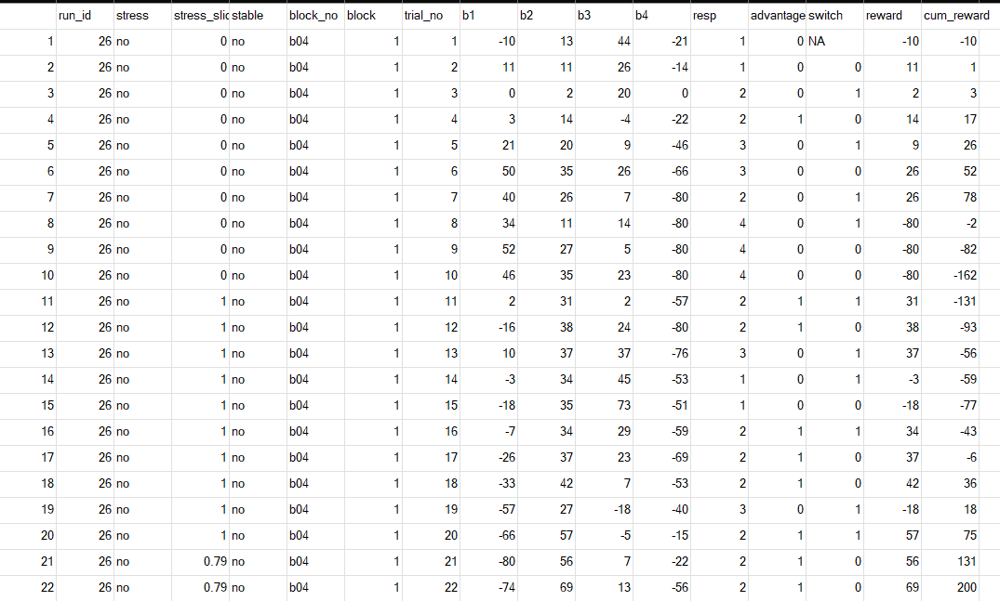 run_id stress stress_slid stable block_no block trial_no b1 b2 b3 b4 resp advantage switch reward cum_reward
1 26 no 0 no b04 1 1 -10 13 44 -21 1 0 NA -10 -10
2 26 no 0 no b04 1 2 11 11 26 -14 1 0 0 11 1
3 26 no 0 no b04 1 3 0 2 20 0 2 0 1 2 3
4 26 no 0 no b04 1 4 3 14 -4 -22 2 1 0 14 17
5 26 no 0 no b04 1 5 21 20 9 -46 3 0 1 9 26
6 26 no 0 no b04 1 6 50 35 26 -66 3 0 0 26 52
7 26 no 0 no b04 1 7 40 26 7 -80 2 0 1 26 78
8 26 no 0 no b04 1 8 34 11 14 -80 4 0 1 -80 -2
9 26 no 0 no b04 1 9 52 27 5 -80 4 0 0 -80 -82
10 26 no 0 no b04 1 10 46 35 23 -80 4 0 0 -80 -162
11 26 no 1 no b04 1 11 2 31 2 -57 2 1 1 31 -131
12 26 no 1 no b04 1 12 -16 38 24 -80 2 1 0 38 -93
13 26 no 1 no b04 1 13 10 37 37 -76 3 0 1 37 -56
14 26 no 1 no b04 1 14 -3 34 45 -53 1 0 1 -3 -59
15 26 no 1 no b04 1 15 -18 35 73 -51 1 0 0 -18 -77
16 26 no 1 no b04 1 16 -7 34 29 -59 2 1 1 34 -43
17 26 no 1 no b04 1 17 -26 37 23 -69 2 1 0 37 -6
18 26 no 1 no b04 1 18 -33 42 7 -53 2 1 0 42 36
19 26 no 1 no b04 1 19 -57 27 -18 -40 3 0 1 -18 18
20 26 no 1 no b04 1 20 -66 57 -5 -15 2 1 1 57 75
21 26 no 0.79 no b04 1 21 -80 56 7 -22 2 1 0 56 131
22 26 no 0.79 no b04 1 22 -74 69 13 -56 2 1 0 69 200